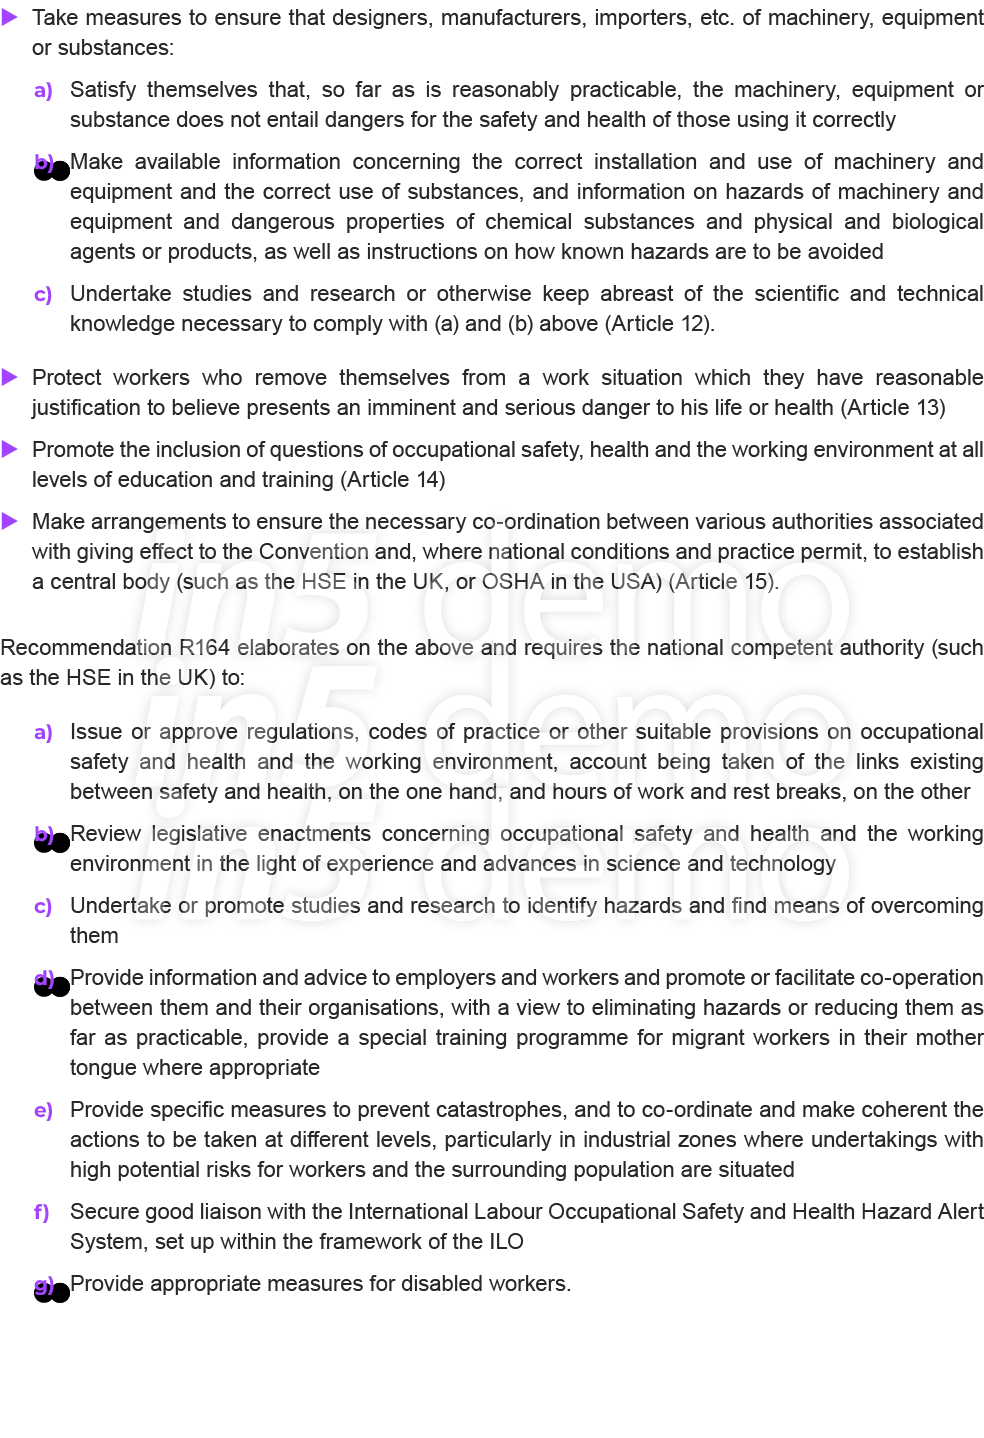 Take measures to ensure that designers, manufacturers, importers, etc. of machinery, equipment
or substances:
a) Satisfy themselves that, so far as is reasonably practicable, the machinery, equipment or
substance does not entail dangers for the safety and health of those using it correctly
b) Make available information concerning the correct installation and use of machinery and
equipment and the correct use of substances, and information on hazards of machinery and
equipment and dangerous properties of chemical substances and physical and biological
agents or products, as well as instructions on how known hazards are to be avoided
c) Undertake studies and research or otherwise keep abreast of the scientific and technical
knowledge necessary to comply with (a) and (b) above (Article 12).
Protect workers who remove themselves from a work situation which they have reasonable
justification to believe presents an imminent and serious danger to his life or health (Article 13)
Promote the inclusion of questions of occupational safety, health and the working environment at all
levels of education and training (Article 14)
Make arrangements to ensure the necessary co-ordination between various authorities associated
with giving effect to the Convention and, where national conditions and practice permit, to establish
a central body (such as the HSE in the UK, or OSHA in the USA) (Article 15).
in5 demo
Recommendation R164 elaborates on the above and requires the national competent authority (such
as the HSE in the UK) to:
in5 demo
a) Issue or approve regulations, codes of practice or other suitable provisions on occupational
safety and health and the working environment, account being taken of the links existing
between safety and health, on the one hand, and hours of work and rest breaks, on the other
b) Review legislative enactments concerning occupational safety and health and the working
environment in the light of experience and advances in science and technology
in5 demo
c) Undertake or promote studies and research to identify hazards and find means of overcoming
them
d) Provide information and advice to employers and workers and promote or facilitate co-operation
between them and their organisations, with a view to eliminating hazards or reducing them as
far as practicable, provide a special training programme for migrant workers in their mother
tongue where appropriate
e) Provide specific measures to prevent catastrophes, and to co-ordinate and make coherent the
actions to be taken at different levels, particularly in industrial zones where undertakings with
high potential risks for workers and the surrounding population are situated
f) Secure good liaison with the International Labour Occupational Safety and Health Hazard Alert
System, set up within the framework of the ILO
g) Provide appropriate measures for disabled workers.